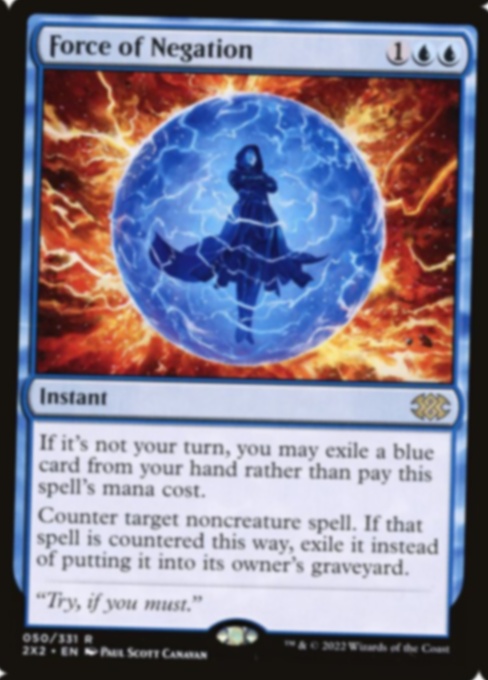 Force of Negation 1
Instant
If it's not your turn, you may exile a blue
card from your hand rather than pay this
spell's mana cost.
Counter target noncreature spell. If that
spell is countered this way, exile it instead
of putting it into its owner's graveyard.
"Try, if you must."
050/331 R
2X2 • EN Paul Scott Canavan
™ & © 2022 Wizards of the Coast